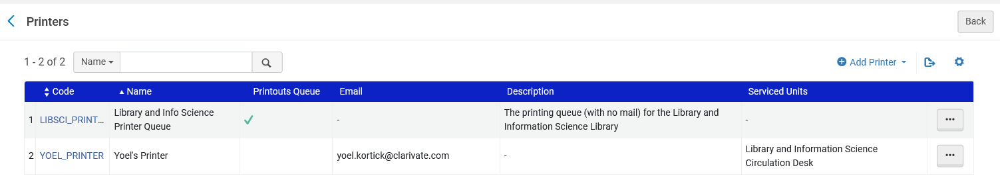 Printers
Back
1 - 2 of 2
Name
Add Printer
Code Name Printouts Queue Email Description Serviced Units
1 LIBSCI_PRINT... Library and Info Science - The printing queue (with no mail) for the Library and - ...
Printer Queue Information Science Library
2 YOEL_PRINTER Yoel's Printer yoel.kortick@clarivate.com - Library and Information Science ...
Circulation Desk